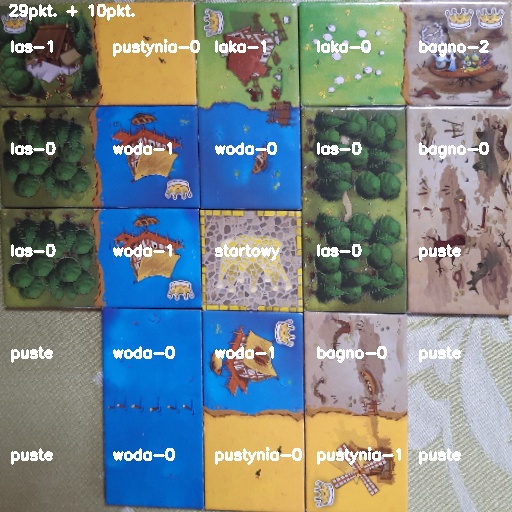 29pkt. + 10pkt.
las-1 pustynia-0 laka-1 laka-0 bagno-2
las-0 woda-1 woda-0 las-0 bagno-0
las-0 woda-1 startowy las-0 puste
puste woda-0 woda-1 bagno-0 puste
puste woda-0 pustynia-0 pustynia-1 puste